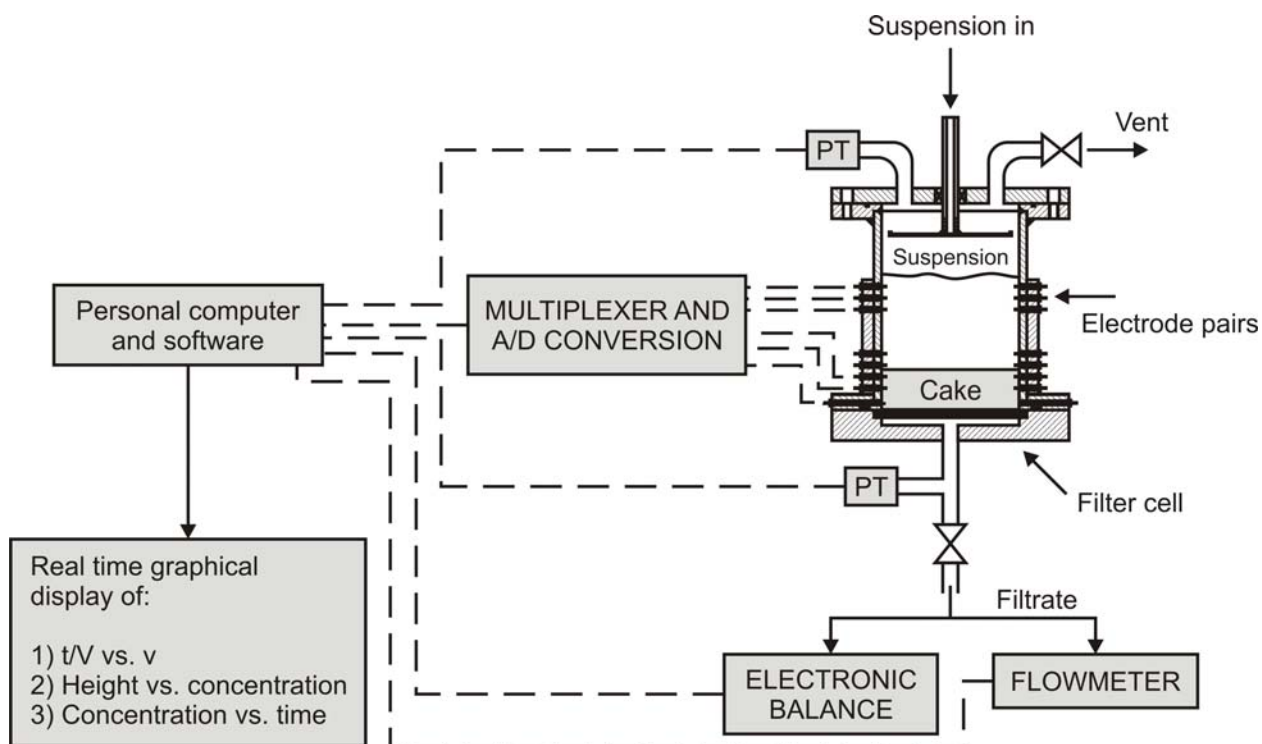 Suspension in
PT
Vent
Suspension
Personal computer
and software
MULTIPLEXER AND
A/D CONVERSION
Electrode pairs
Cake
PT
Filter cell
Real time graphical
display of:
1) t/V vs. v
2) Height vs. concentration
3) Concentration vs. time
Filtrate
ELECTRONIC
BALANCE
FLOWMETER